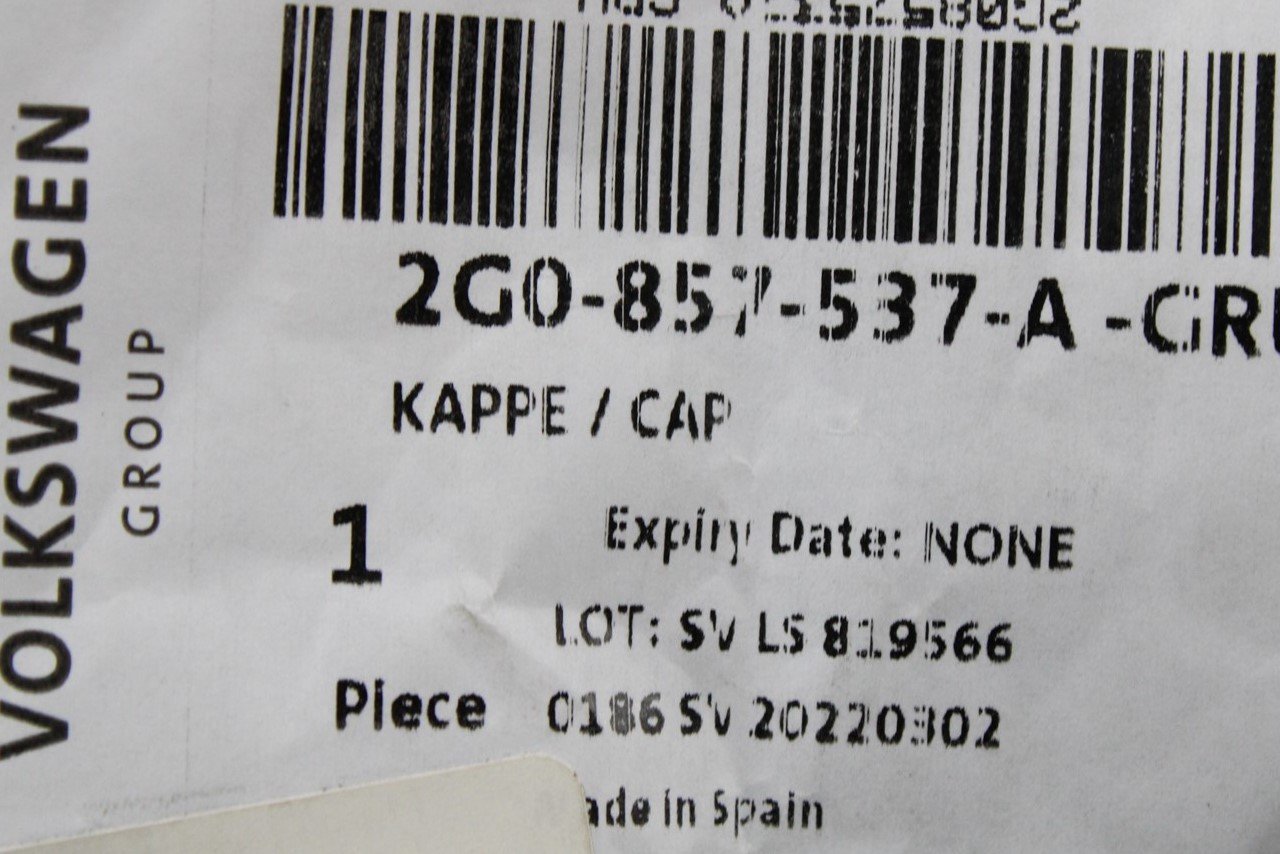 VOLKSWAGEN
GROUP
2G0-857-537-A -GRU
KAPPE / CAP
1
Piece
Expiry Date: NONE
LOT: SV LS 819566
0186 SV 20220302
ade in Spain